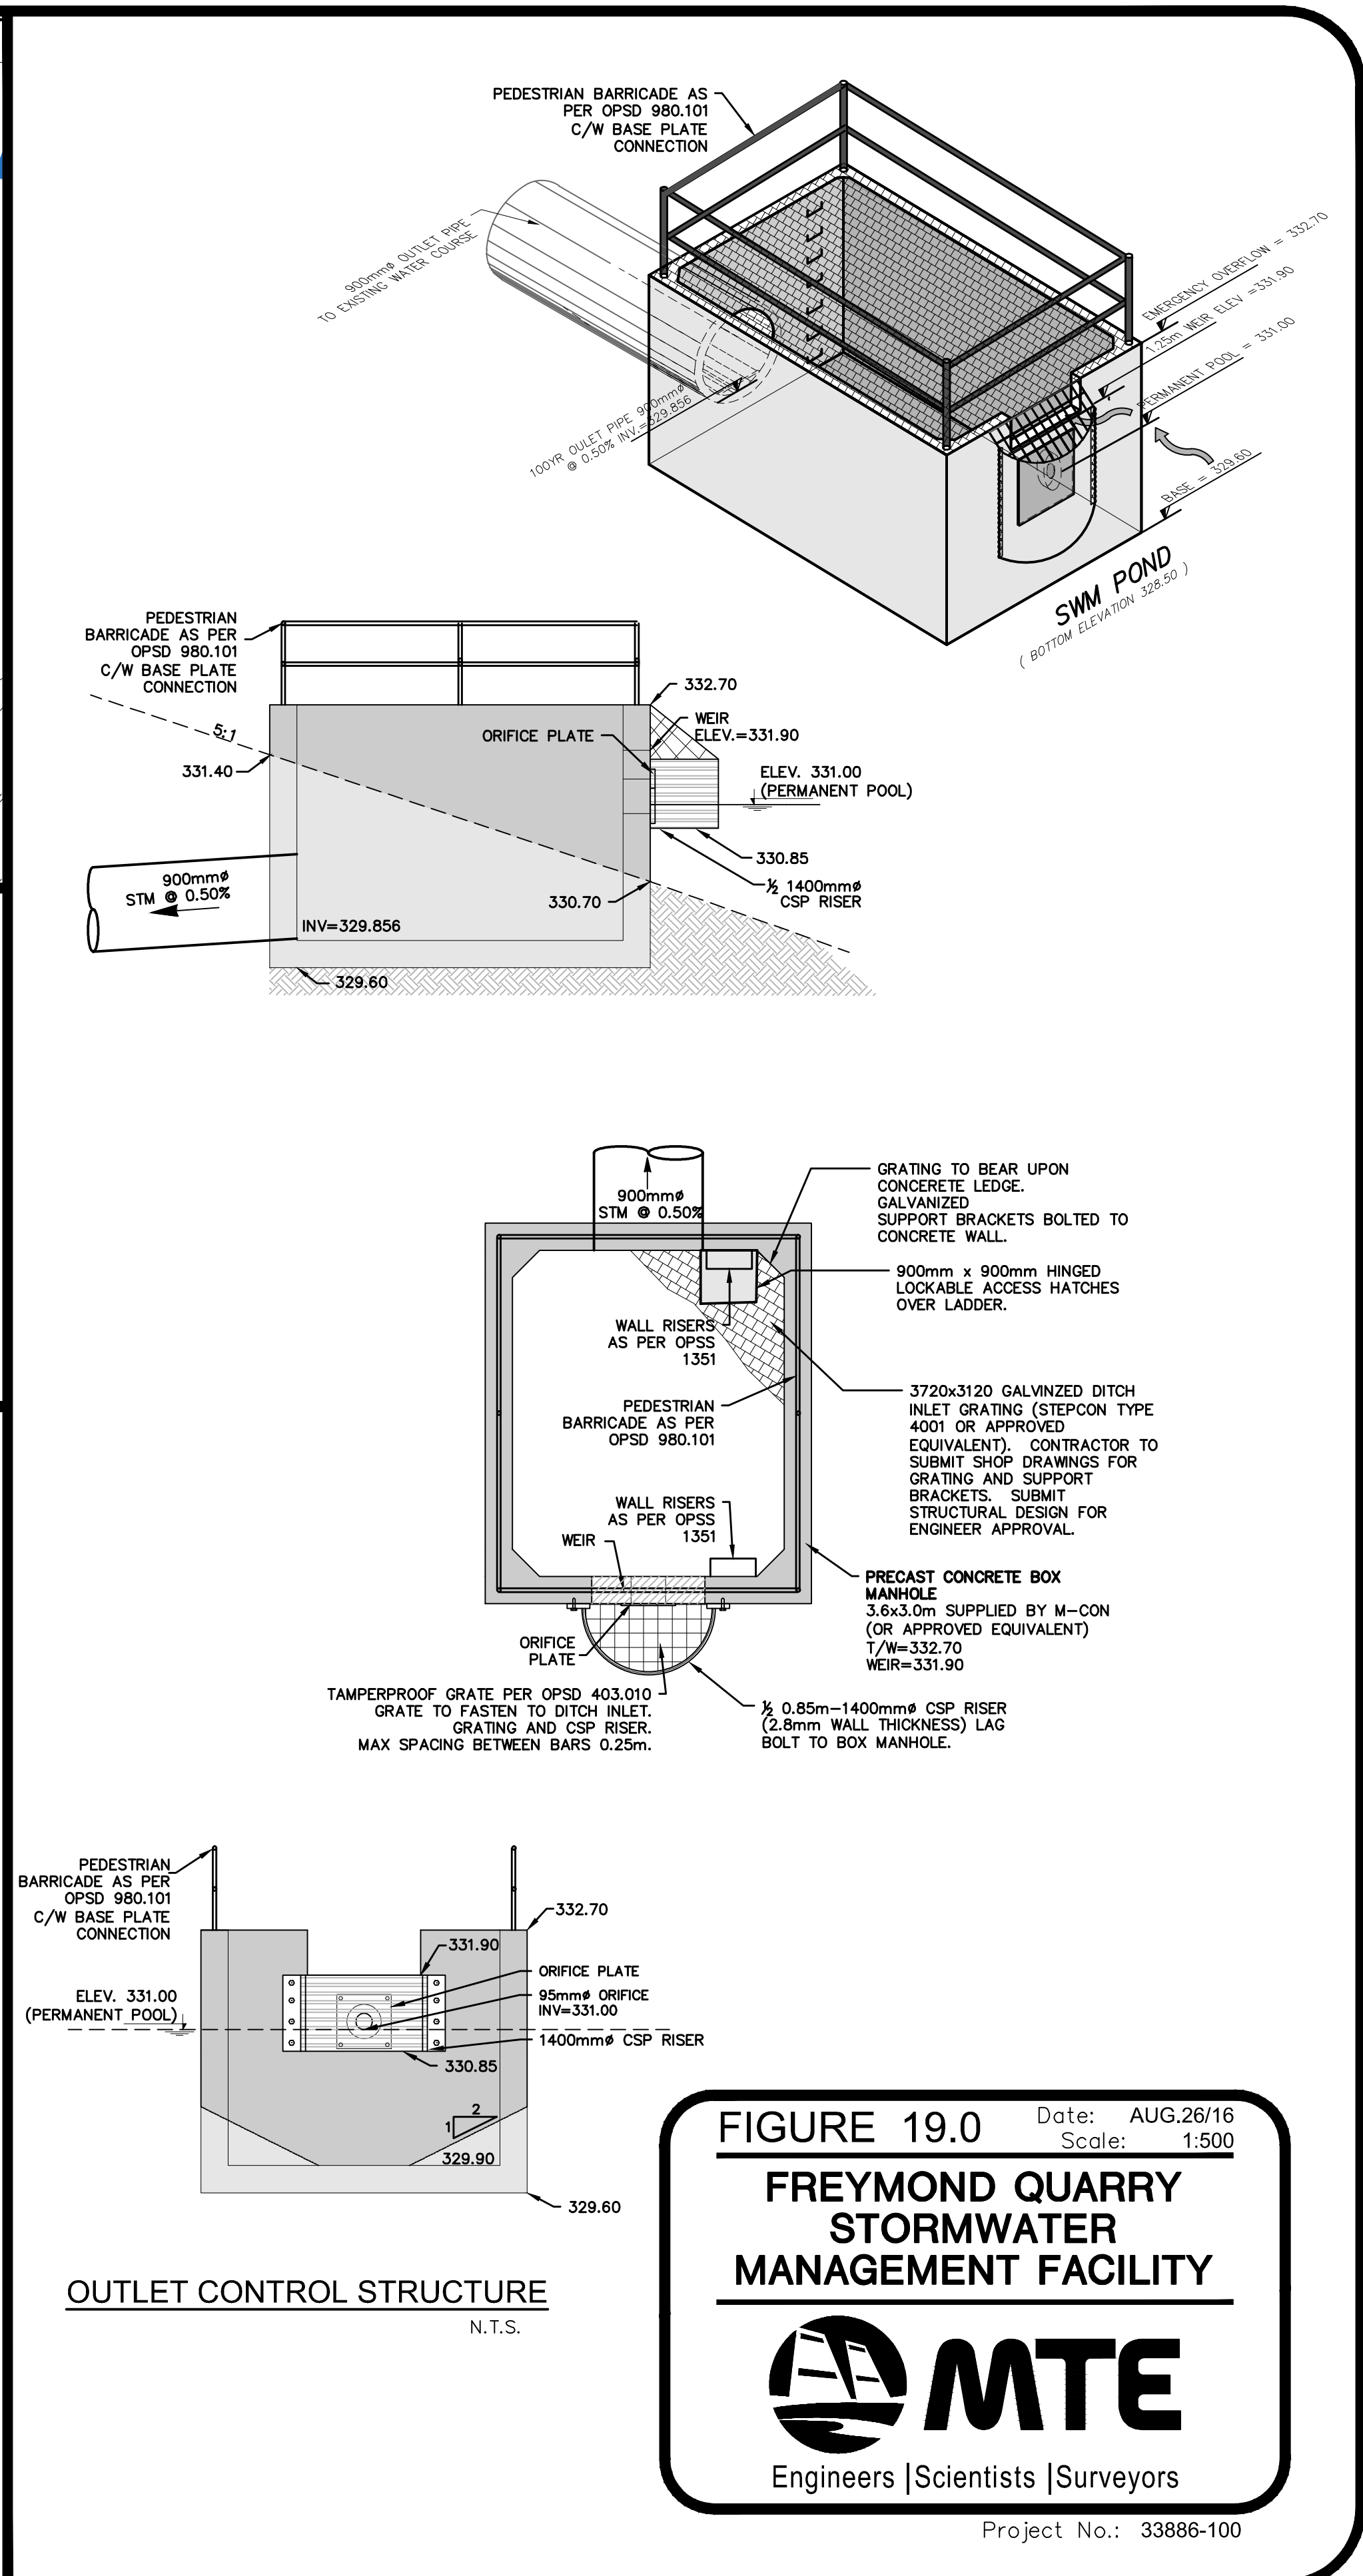 PEDESTRIAN BARRICADE AS
PER OPSD 980.101
C/W BASE PLATE
CONNECTION
900mmø OUTLET PIPE
TO EXISTING WATER COURSE
100YR OULET PIPE 900mmø
@ 0.50% INV.=329.856
EMERGENCY OVERFLOW = 332.70
1.25m WEIR ELEV =331.90
PERMANENT POOL = 331.00
BASE = 329.60
SWM POND
( BOTTOM ELEVATION 328.50 )
PEDESTRIAN
BARRICADE AS PER
OPSD 980.101
C/W BASE PLATE
CONNECTION
5:1
331.40
332.70
WEIR
ELEV.=331.90
ORIFICE PLATE
ELEV. 331.00
(PERMANENT POOL)
330.85
½ 1400mmø
CSP RISER
330.70
900mmø
STM @ 0.50%
INV=329.856
329.60
900mmø
STM @ 0.50%
GRATING TO BEAR UPON
CONCERETE LEDGE.
GALVANIZED
SUPPORT BRACKETS BOLTED TO
CONCRETE WALL.
900mm x 900mm HINGED
LOCKABLE ACCESS HATCHES
OVER LADDER.
WALL RISERS
AS PER OPSS
1351
PEDESTRIAN
BARRICADE AS PER
OPSD 980.101
3720x3120 GALVINZED DITCH
INLET GRATING (STEPCON TYPE
4001 OR APPROVED
EQUIVALENT). CONTRACTOR TO
SUBMIT SHOP DRAWINGS FOR
GRATING AND SUPPORT
BRACKETS. SUBMIT
STRUCTURAL DESIGN FOR
ENGINEER APPROVAL.
WALL RISERS
AS PER OPSS
1351
WEIR
PRECAST CONCRETE BOX
MANHOLE
3.6x3.0m SUPPLIED BY M-CON
(OR APPROVED EQUIVALENT)
T/W=332.70
WEIR=331.90
ORIFICE
PLATE
TAMPERPROOF GRATE PER OPSD 403.010
GRATE TO FASTEN TO DITCH INLET.
GRATING AND CSP RISER.
MAX SPACING BETWEEN BARS 0.25m.
½ 0.85m-1400mmø CSP RISER
(2.8mm WALL THICKNESS) LAG
BOLT TO BOX MANHOLE.
PEDESTRIAN
BARRICADE AS PER
OPSD 980.101
C/W BASE PLATE
CONNECTION
332.70
331.90
ORIFICE PLATE
95mmø ORIFICE
INV=331.00
ELEV. 331.00
(PERMANENT POOL)
1400mmø CSP RISER
330.85
2
1
329.90
329.60
OUTLET CONTROL STRUCTURE
N.T.S.
FIGURE 19.0
Date: AUG.26/16
Scale: 1:500
FREYMOND QUARRY
STORMWATER
MANAGEMENT FACILITY
MTE
Engineers |Scientists |Surveyors
Project No.: 33886-100